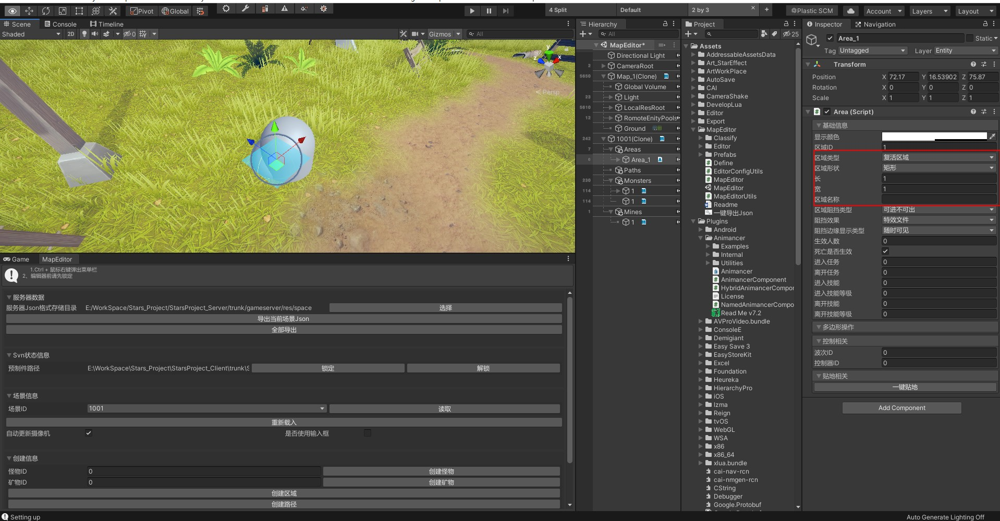 Pivot
Global
4 Split
Default
2 by 3
Plastic SCM
Account
Layers
Layout
Scene
Console
Timeline
Shaded
2D
0
Gizmos
All
y
x
z
Persp
Hierarchy
All
MapEditor*
Directional Light
2 CameraRoot
5650 Map_1(Clone)
Global Volume
23 Light
5610 LocalResRoot
12 RomoteEnityPools
Ground
242 1001(Clone)
7 Areas
6 Area_1
Paths
230 Monsters
114 1
114 1
1 Mines
1
Project
25
Assets
AddressableAssetsData
Art_StarEffect
ArtWorkPlace
AutoSave
CAI
CameraShake
DevelopLua
Editor
Export
MapEditor
Classify
Editor
Prefabs
Define
EditorConfigUtils
MapEditor
MapEditor
MapEditorUtils
Readme
一键导出Json
Plugins
Android
Animancer
Examples
Internal
Utilities
Animancer
AnimancerComponent
HybridAnimancerCompor
License
NamedAnimancerCompo
Read Me v7.2
AVProVideo.bundle
ConsoleE
Demigiant
Easy Save 3
EasyStoreKit
Excel
Foundation
Heureka
HierarchyPro
iOS
Izma
Reign
tvOS
WebGL
WSA
x86
x86_64
xlua.bundle
cai-nav-rcn
cai-nmgen-rcn
CString
Debugger
Google.Protobuf
Inspector
Navigation
Area_1
Static
Tag Untagged
Layer Entity
Transform
Position X 72.17 Y 16.53902 Z 75.87
Rotation X 0 Y 0 Z 0
Scale X 1 Y 1 Z 1
Area (Script)
基础信息
显示颜色
区域ID 1
区域类型 复活区域
区域形状 矩形
长 1
宽 1
区域名称
区域阻挡类型 可进不可出
阻挡效果 特效文件
阻挡边缘显示类型 随时可见
生效人数 0
死亡是否生效
进入任务 0
离开任务 0
进入技能 0
进入技能等级 0
离开技能 0
离开技能等级 0
多边形操作
控制相关
波次ID 0
控制器ID 0
贴地相关
一键贴地
Add Component
Game
MapEditor
1.Ctrl + 鼠标右键弹出菜单栏
2、编辑器前请先锁定
服务器数据
服务器Json格式存储目录 E:/WorkSpace/Stars_Project/StarsProject_Server/trunk/gameserver/res/space 选择
导出当前场景Json
全部导出
Svn状态信息
预制件路径 E:\WorkSpace\Stars_Project\StarsProject_Client\trunk\S 锁定 解锁
场景信息
场景ID 1001 读取
重新载入
自动更新摄像机 是否使用输入框
创建信息
怪物ID 0 创建怪物
矿物ID 0 创建矿物
创建区域
创建路径
Setting up
Auto Generate Lighting Off